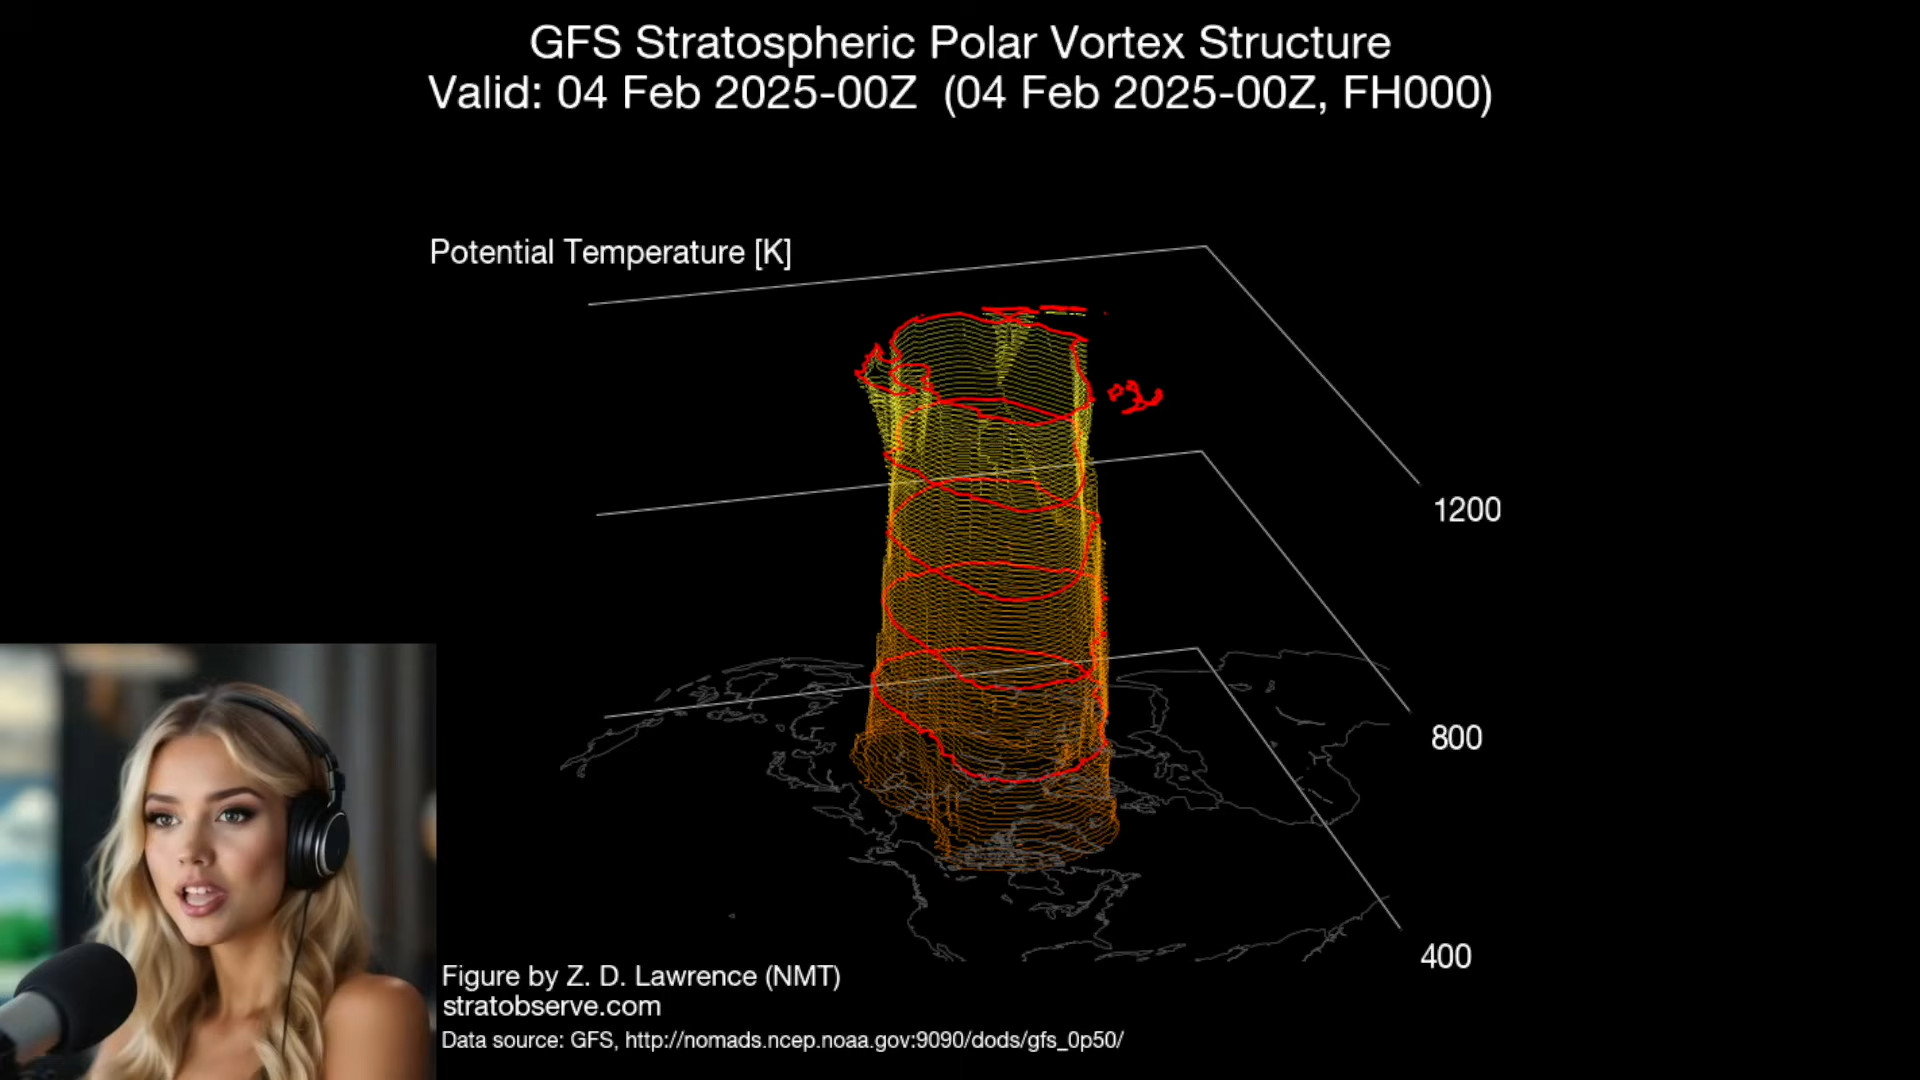 GFS Stratospheric Polar Vortex Structure
Valid: 04 Feb 2025-00Z (04 Feb 2025-00Z, FH000)
Potential Temperature [K]
1200
800
400
Figure by Z. D. Lawrence (NMT)
stratobserve.com
Data source: GFS, http://nomads.ncep.noaa.gov:9090/dods/gfs_0p50/